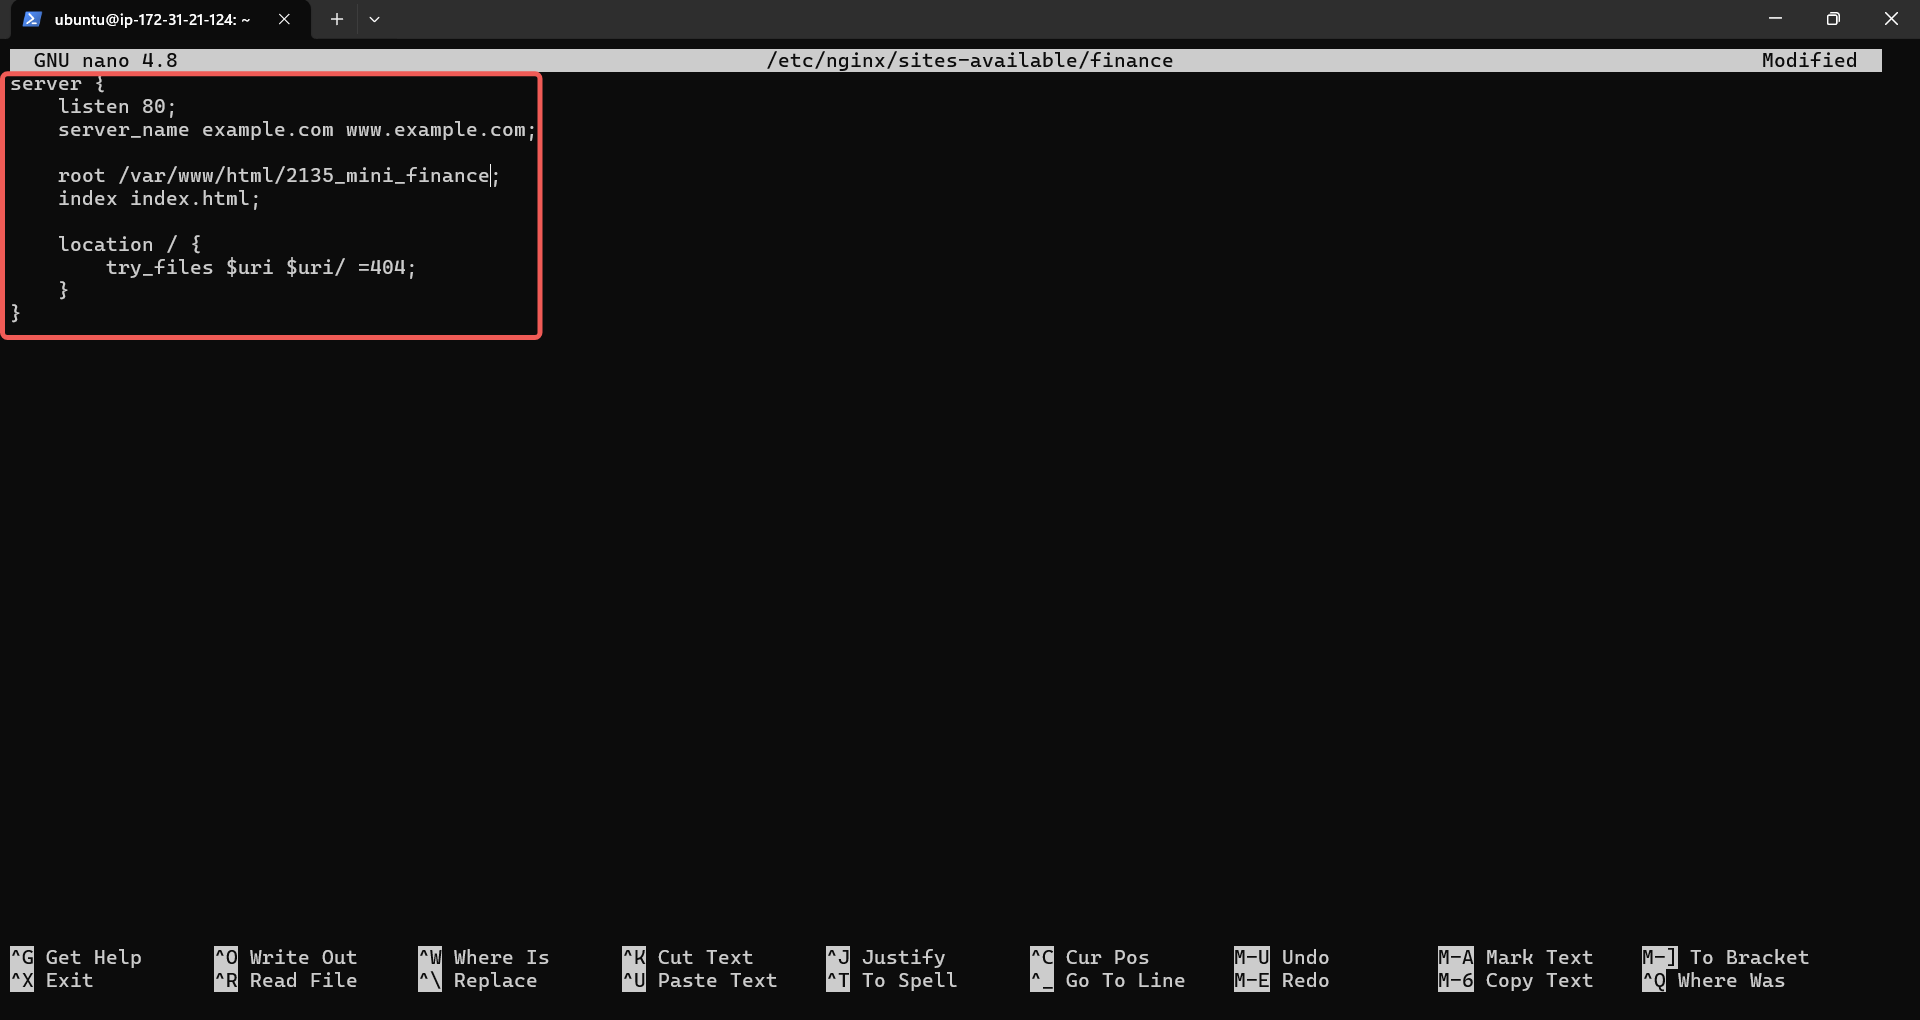 ubuntu@ip-172-31-21-124: ~
GNU nano 4.8 /etc/nginx/sites-available/finance Modified
server {
    listen 80;
    server_name example.com www.example.com;

    root /var/www/html/2135_mini_finance;
    index index.html;

    location / {
        try_files $uri $uri/ =404;
    }
}
^G Get Help ^O Write Out ^W Where Is ^K Cut Text ^J Justify ^C Cur Pos M-U Undo M-A Mark Text M-] To Bracket
^X Exit ^R Read File ^\ Replace ^U Paste Text ^T To Spell ^_ Go To Line M-E Redo M-6 Copy Text ^Q Where Was